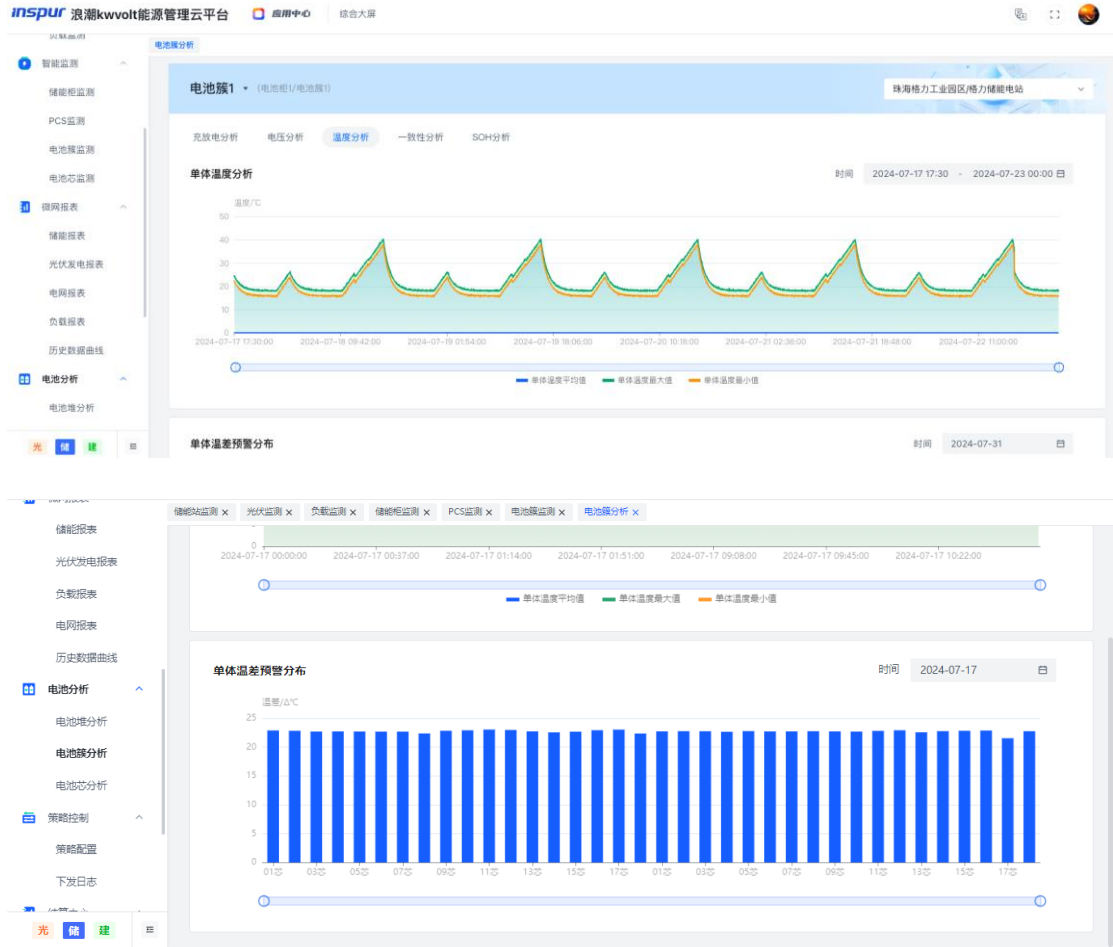 inspur 浪潮kwvolt能源管理云平台 应用中心 综合大屏
负载监测
电池簇分析
智能监测
储能柜监测
PCS监测
电池簇监测
电池芯监测
微网报表
储能报表
光伏发电报表
电网报表
负载报表
历史数据曲线
电池分析
电池堆分析
光 储 建
电池簇1 (电池柜1/电池簇1) 珠海格力工业园区/格力储能电站
充放电分析 电压分析 温度分析 一致性分析 SOH分析
单体温度分析 时间 2024-07-17 17:30 - 2024-07-23 00:00
温度/℃
50
40
30
20
10
0
2024-07-17 17:30:00 2024-07-18 09:42:00 2024-07-19 01:54:00 2024-07-19 18:06:00 2024-07-20 10:18:00 2024-07-21 02:36:00 2024-07-21 18:48:00 2024-07-22 11:00:00
单体温度平均值 单体温度最大值 单体温度最小值
单体温差预警分布 时间 2024-07-31
储能站监测 光伏监测 负载监测 储能柜监测 PCS监测 电池簇监测 电池簇分析
储能报表
光伏发电报表
负载报表
电网报表
历史数据曲线
电池分析
电池堆分析
电池簇分析
电池芯分析
策略控制
策略配置
下发日志
光 储 建
0
2024-07-17 00:00:00 2024-07-17 00:37:00 2024-07-17 01:14:00 2024-07-17 01:51:00 2024-07-17 09:08:00 2024-07-17 09:45:00 2024-07-17 10:22:00
单体温度平均值 单体温度最大值 单体温度最小值
单体温差预警分布 时间 2024-07-17
温差/Δ℃
25
20
15
10
5
0
01芯 03芯 05芯 07芯 09芯 11芯 13芯 15芯 17芯 01芯 03芯 05芯 07芯 09芯 11芯 13芯 15芯 17芯